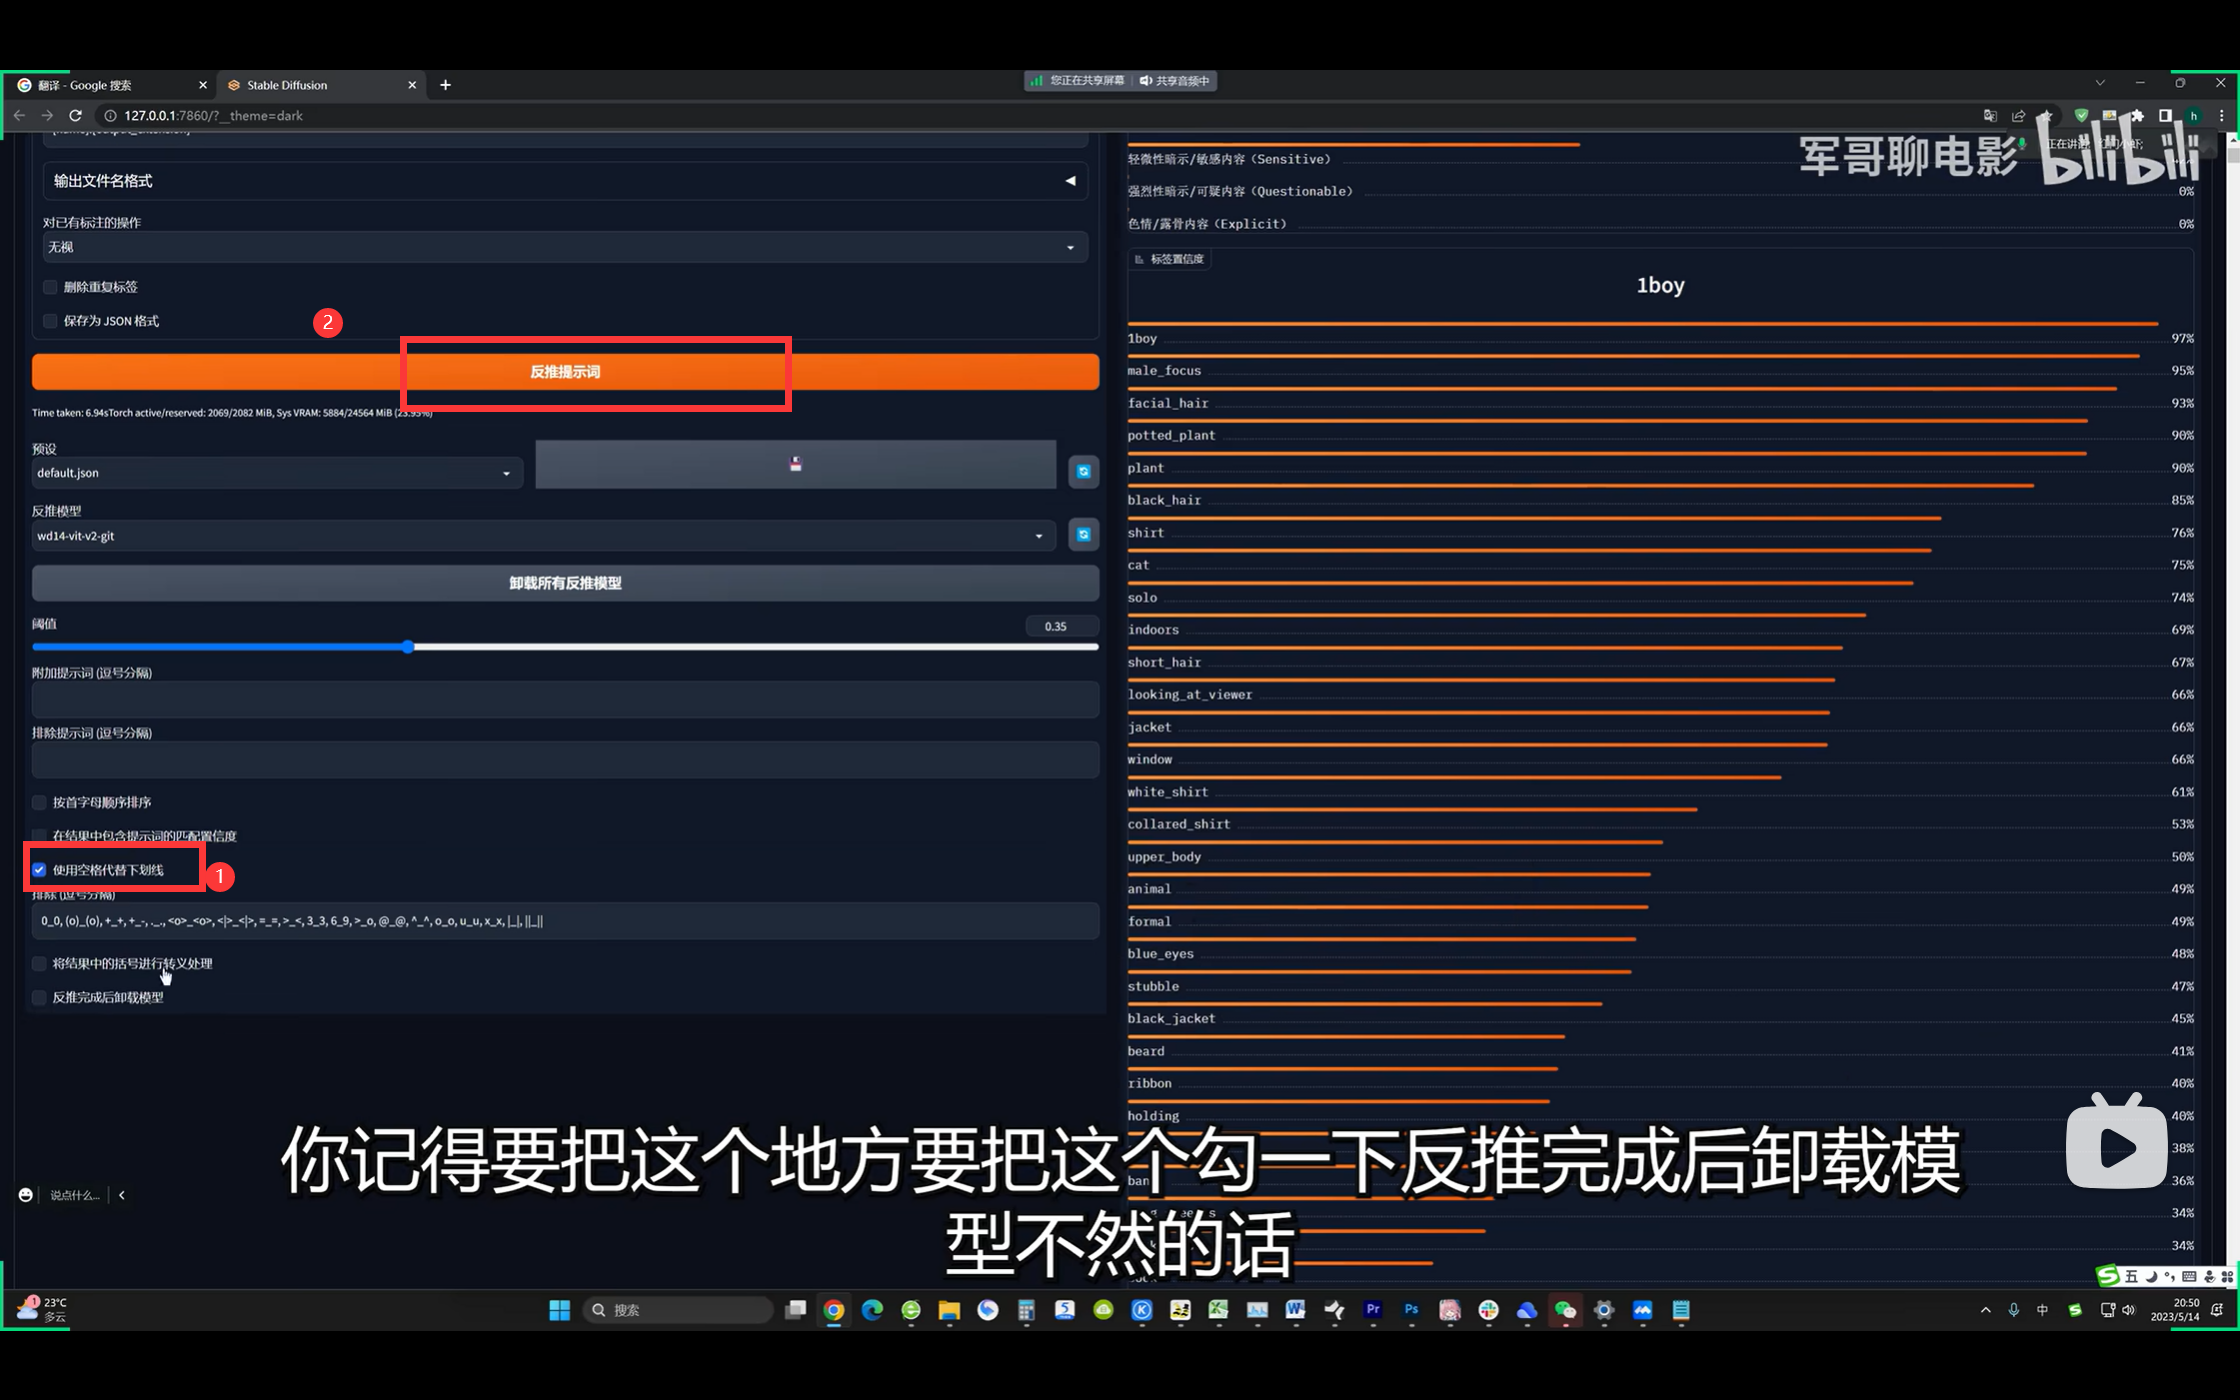 翻译 - Google 搜索
Stable Diffusion
您正在共享屏幕
共享音频中
127.0.0.1:7860/?__theme=dark
军哥聊电影
bilibili
输出文件名格式
对已有标注的操作
无视
删除重复标签
保存为 JSON 格式
2
反推提示词
Time taken: 6.94sTorch active/reserved: 2069/2082 MiB, Sys VRAM: 5884/24564 MiB (23.95%)
预设
default.json
反推模型
wd14-vit-v2-git
卸载所有反推模型
阈值
0.35
附加提示词 (逗号分隔)
排除提示词 (逗号分隔)
按首字母顺序排序
在结果中包含提示词的匹配置信度
使用空格代替下划线
1
排除 (逗号分隔)
0_0, (o)_(o), +_+, +_-, ._., <o>_<o>, <|>_<|>, =_=, >_<, 3_3, 6_9, >_o, @_@, ^_^, o_o, u_u, x_x, |_|, ||_||
将结果中的括号进行转义处理
反推完成后卸载模型
轻微性暗示/敏感内容 (Sensitive)
强烈性暗示/可疑内容 (Questionable) 0%
色情/露骨内容 (Explicit) 0%
标签置信度
1boy
1boy 97%
male_focus 95%
facial_hair 93%
potted_plant 90%
plant 90%
black_hair 85%
shirt 76%
cat 75%
solo 74%
indoors 69%
short_hair 67%
looking_at_viewer 66%
jacket 66%
window 66%
white_shirt 61%
collared_shirt 53%
upper_body 50%
animal 49%
formal 49%
blue_eyes 48%
stubble 47%
black_jacket 45%
beard 41%
ribbon 40%
holding 40%
38%
36%
34%
34%
你记得要把这个地方要把这个勾一下反推完成后卸载模
型不然的话
说点什么...
五
23°C
多云
搜索
中
20:50
2023/5/14